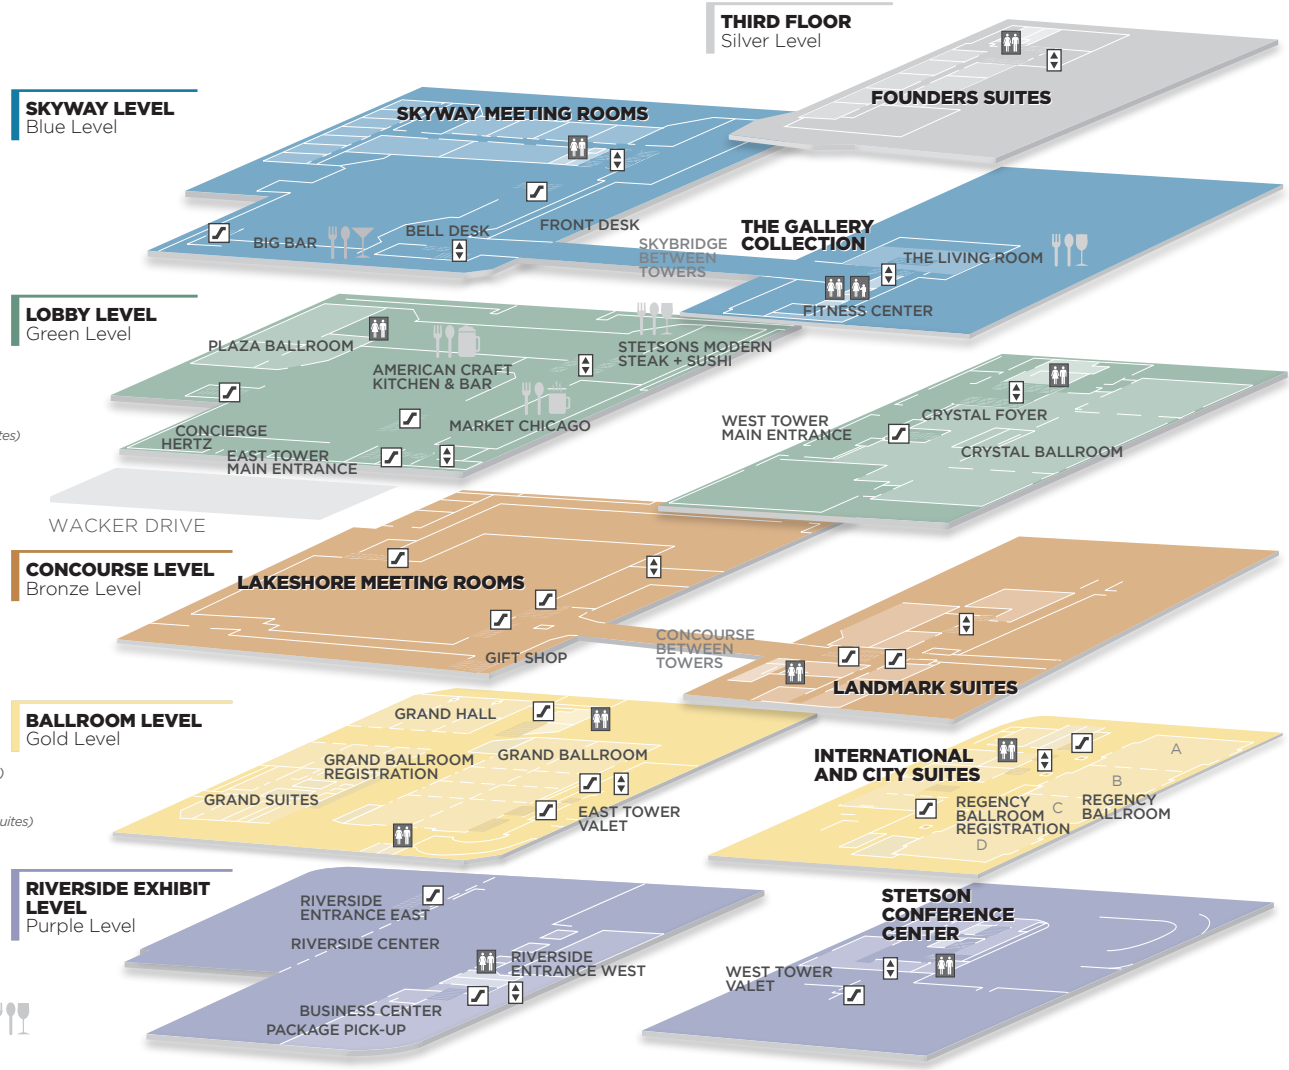 THIRD FLOOR
Silver Level
FOUNDERS SUITES
SKYWAY LEVEL
Blue Level
SKYWAY MEETING ROOMS
BIG BAR
BELL DESK
FRONT DESK
SKYBRIDGE
BETWEEN
TOWERS
THE GALLERY
COLLECTION
THE LIVING ROOM
FITNESS CENTER
LOBBY LEVEL
Green Level
PLAZA BALLROOM
AMERICAN CRAFT
KITCHEN & BAR
STETSONS MODERN
STEAK + SUSHI
MARKET CHICAGO
CONCIERGE
HERTZ
EAST TOWER
MAIN ENTRANCE
WEST TOWER
MAIN ENTRANCE
CRYSTAL FOYER
CRYSTAL BALLROOM
tes)
WACKER DRIVE
CONCOURSE LEVEL
Bronze Level
LAKESHORE MEETING ROOMS
GIFT SHOP
CONCOURSE
BETWEEN
TOWERS
LANDMARK SUITES
BALLROOM LEVEL
Gold Level
GRAND HALL
GRAND BALLROOM
REGISTRATION
GRAND BALLROOM
GRAND SUITES
EAST TOWER
VALET
INTERNATIONAL
AND CITY SUITES
A
B
C
D
REGENCY
BALLROOM
REGISTRATION
REGENCY
BALLROOM
)
uites)
RIVERSIDE EXHIBIT
LEVEL
Purple Level
RIVERSIDE
ENTRANCE EAST
RIVERSIDE CENTER
RIVERSIDE
ENTRANCE WEST
BUSINESS CENTER
PACKAGE PICK-UP
STETSON
CONFERENCE
CENTER
WEST TOWER
VALET